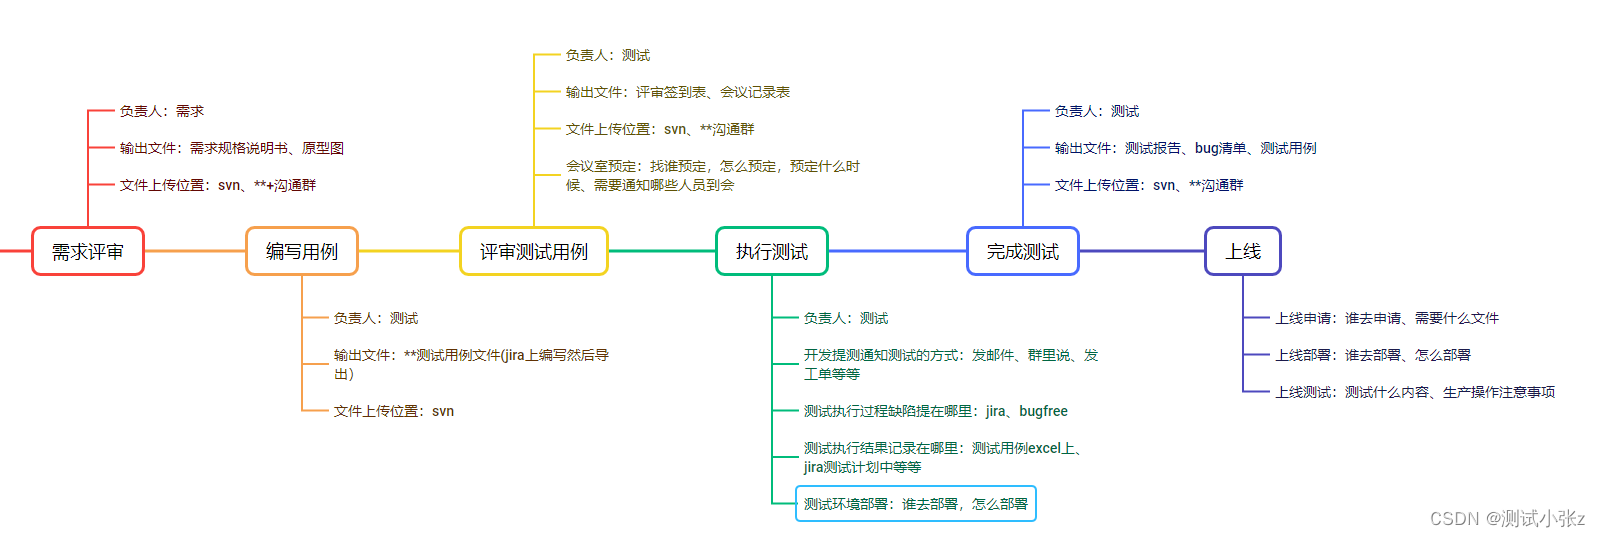 负责人：需求
输出文件：需求规格说明书、原型图
文件上传位置：svn、**+沟通群
需求评审
编写用例
负责人：测试
输出文件：**测试用例文件(jira上编写然后导
出）
文件上传位置：svn
负责人：测试
输出文件：评审签到表、会议记录表
文件上传位置：svn、**沟通群
会议室预定：找谁预定，怎么预定，预定什么时
候、需要通知哪些人员到会
评审测试用例
执行测试
负责人：测试
开发提测通知测试的方式：发邮件、群里说、发
工单等等
测试执行过程缺陷提在哪里：jira、bugfree
测试执行结果记录在哪里：测试用例excel上、
jira测试计划中等等
测试环境部署：谁去部署，怎么部署
负责人：测试
输出文件：测试报告、bug清单、测试用例
文件上传位置：svn、**沟通群
完成测试
上线
上线申请：谁去申请、需要什么文件
上线部署：谁去部署、怎么部署
上线测试：测试什么内容、生产操作注意事项
CSDN @测试小张z